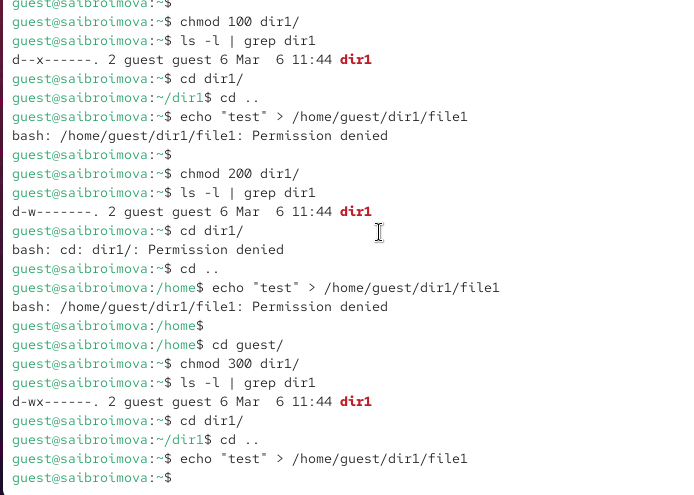 guest@saibroimova:~$
guest@saibroimova:~$ chmod 100 dir1/
guest@saibroimova:~$ ls -l | grep dir1
d--x------. 2 guest guest 6 Mar  6 11:44 dir1
guest@saibroimova:~$ cd dir1/
guest@saibroimova:~/dir1$ cd ..
guest@saibroimova:~$ echo "test" > /home/guest/dir1/file1
bash: /home/guest/dir1/file1: Permission denied
guest@saibroimova:~$
guest@saibroimova:~$ chmod 200 dir1/
guest@saibroimova:~$ ls -l | grep dir1
d-w-------. 2 guest guest 6 Mar  6 11:44 dir1
guest@saibroimova:~$ cd dir1/
bash: cd: dir1/: Permission denied
guest@saibroimova:~$ cd ..
guest@saibroimova:/home$ echo "test" > /home/guest/dir1/file1
bash: /home/guest/dir1/file1: Permission denied
guest@saibroimova:/home$
guest@saibroimova:/home$ cd guest/
guest@saibroimova:~$ chmod 300 dir1/
guest@saibroimova:~$ ls -l | grep dir1
d-wx------. 2 guest guest 6 Mar  6 11:44 dir1
guest@saibroimova:~$ cd dir1/
guest@saibroimova:~/dir1$ cd ..
guest@saibroimova:~$ echo "test" > /home/guest/dir1/file1
guest@saibroimova:~$